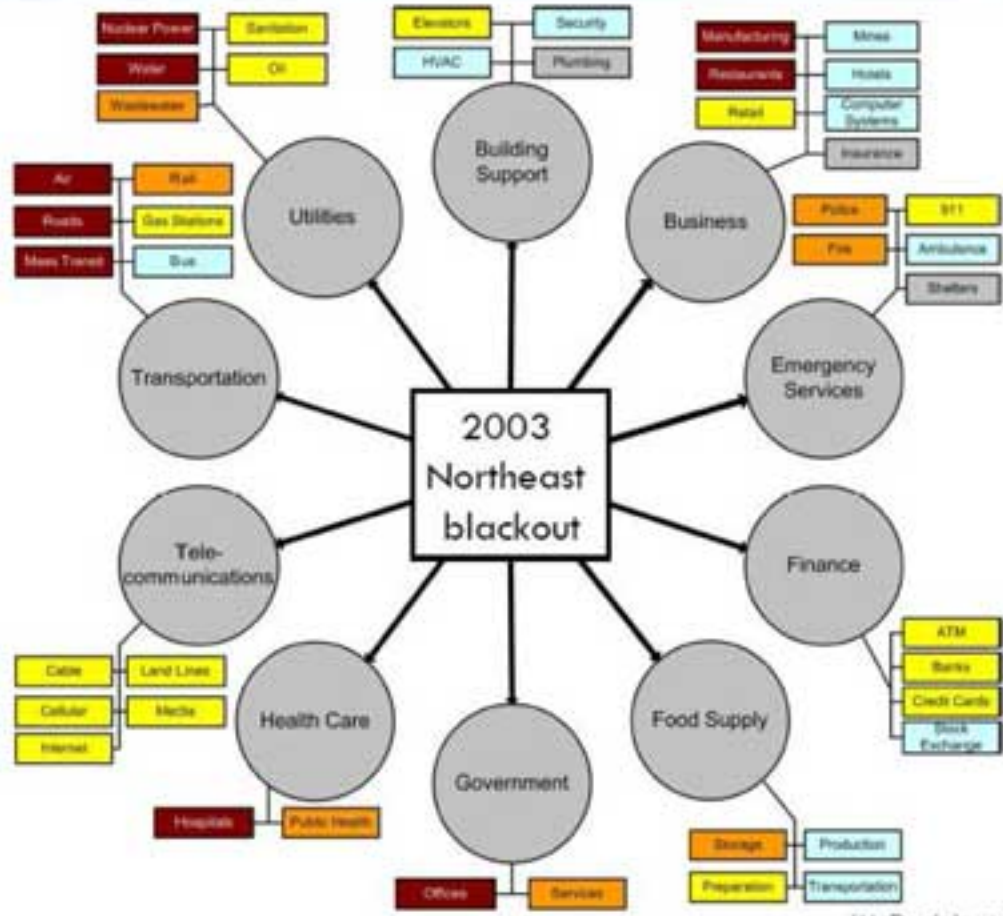 Nuclear Power
Sanitation
Water
Oil
Wastewater
Utilities
Elevators
Security
HVAC
Plumbing
Building
Support
Manufacturing
Mines
Restaurants
Hotels
Retail
Computer
Systems
Insurance
Business
Air
Rail
Roads
Gas Stations
Mass Transit
Bus
Transportation
Police
911
Fire
Ambulance
Shelters
Emergency
Services
2003
Northeast
blackout
Tele-
communications
Cable
Land Lines
Cellular
Media
Internet
Finance
ATM
Banks
Credit Cards
Stock
Exchange
Health Care
Hospitals
Public Health
Government
Offices
Services
Food Supply
Storage
Production
Preparation
Transportation